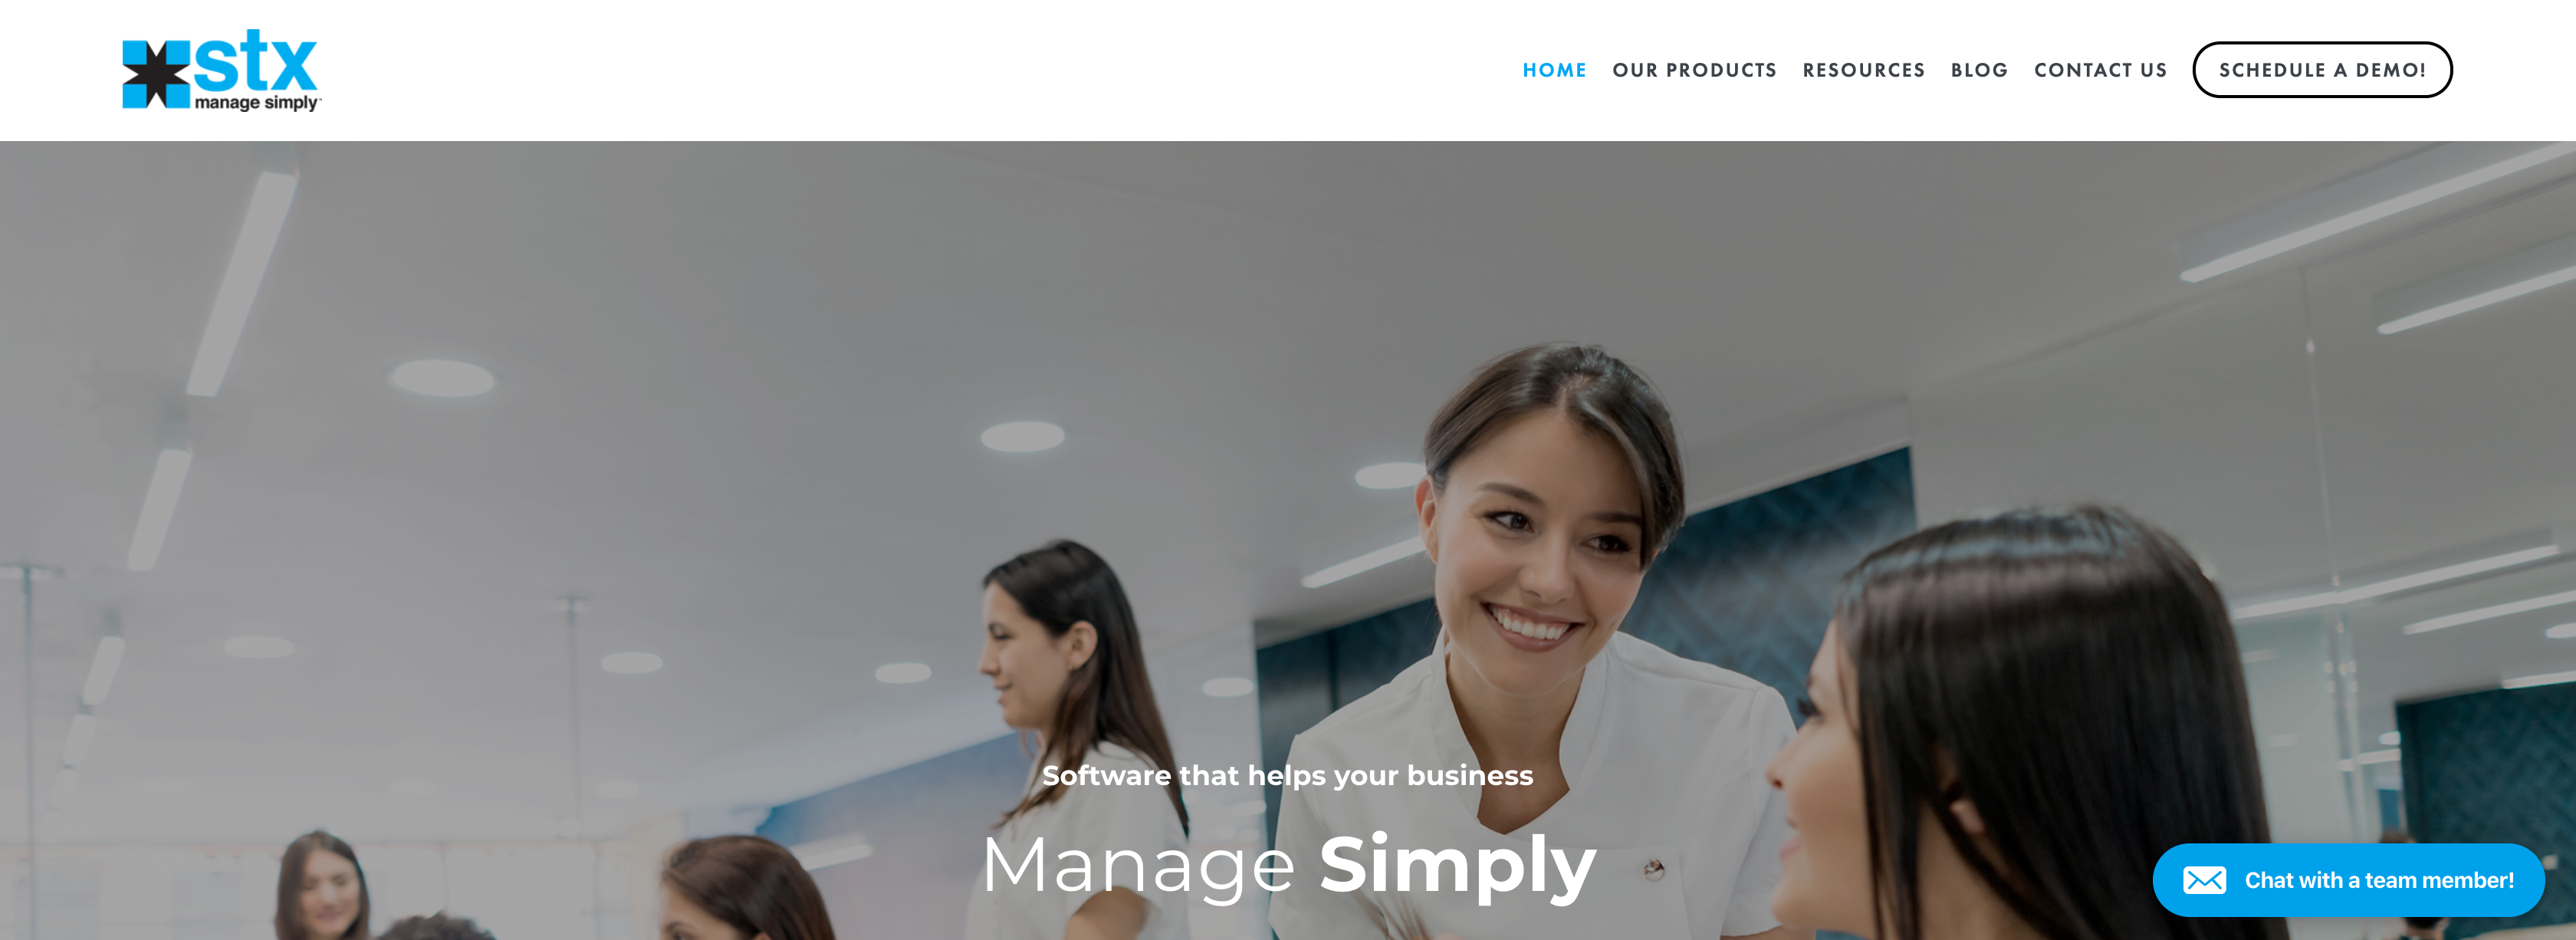 stx
manage simply
HOME OUR PRODUCTS RESOURCES BLOG CONTACT US SCHEDULE A DEMO!
Software that helps your business
Manage Simply
Chat with a team member!